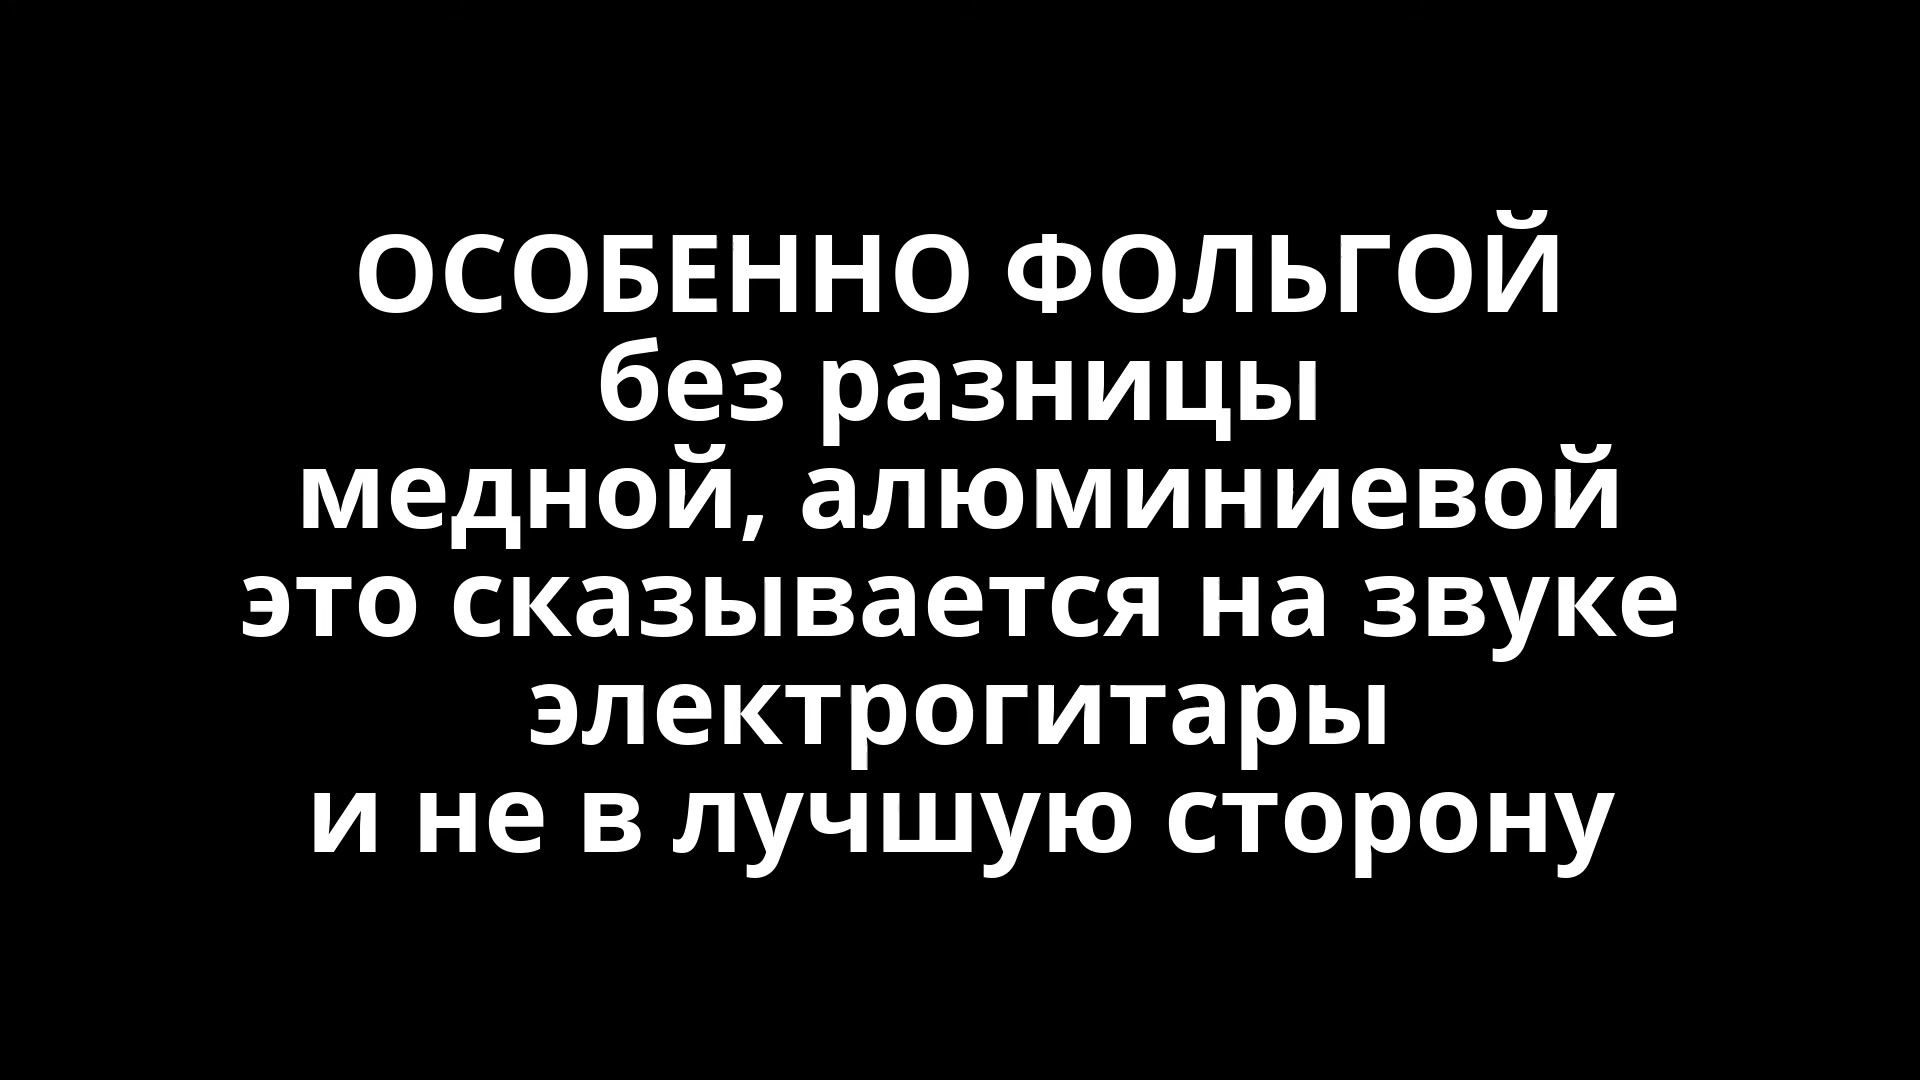 ОСОБЕННО ФОЛЬГОЙ
без разницы
медной, алюминиевой
это сказывается на звуке
электрогитары
и не в лучшую сторону